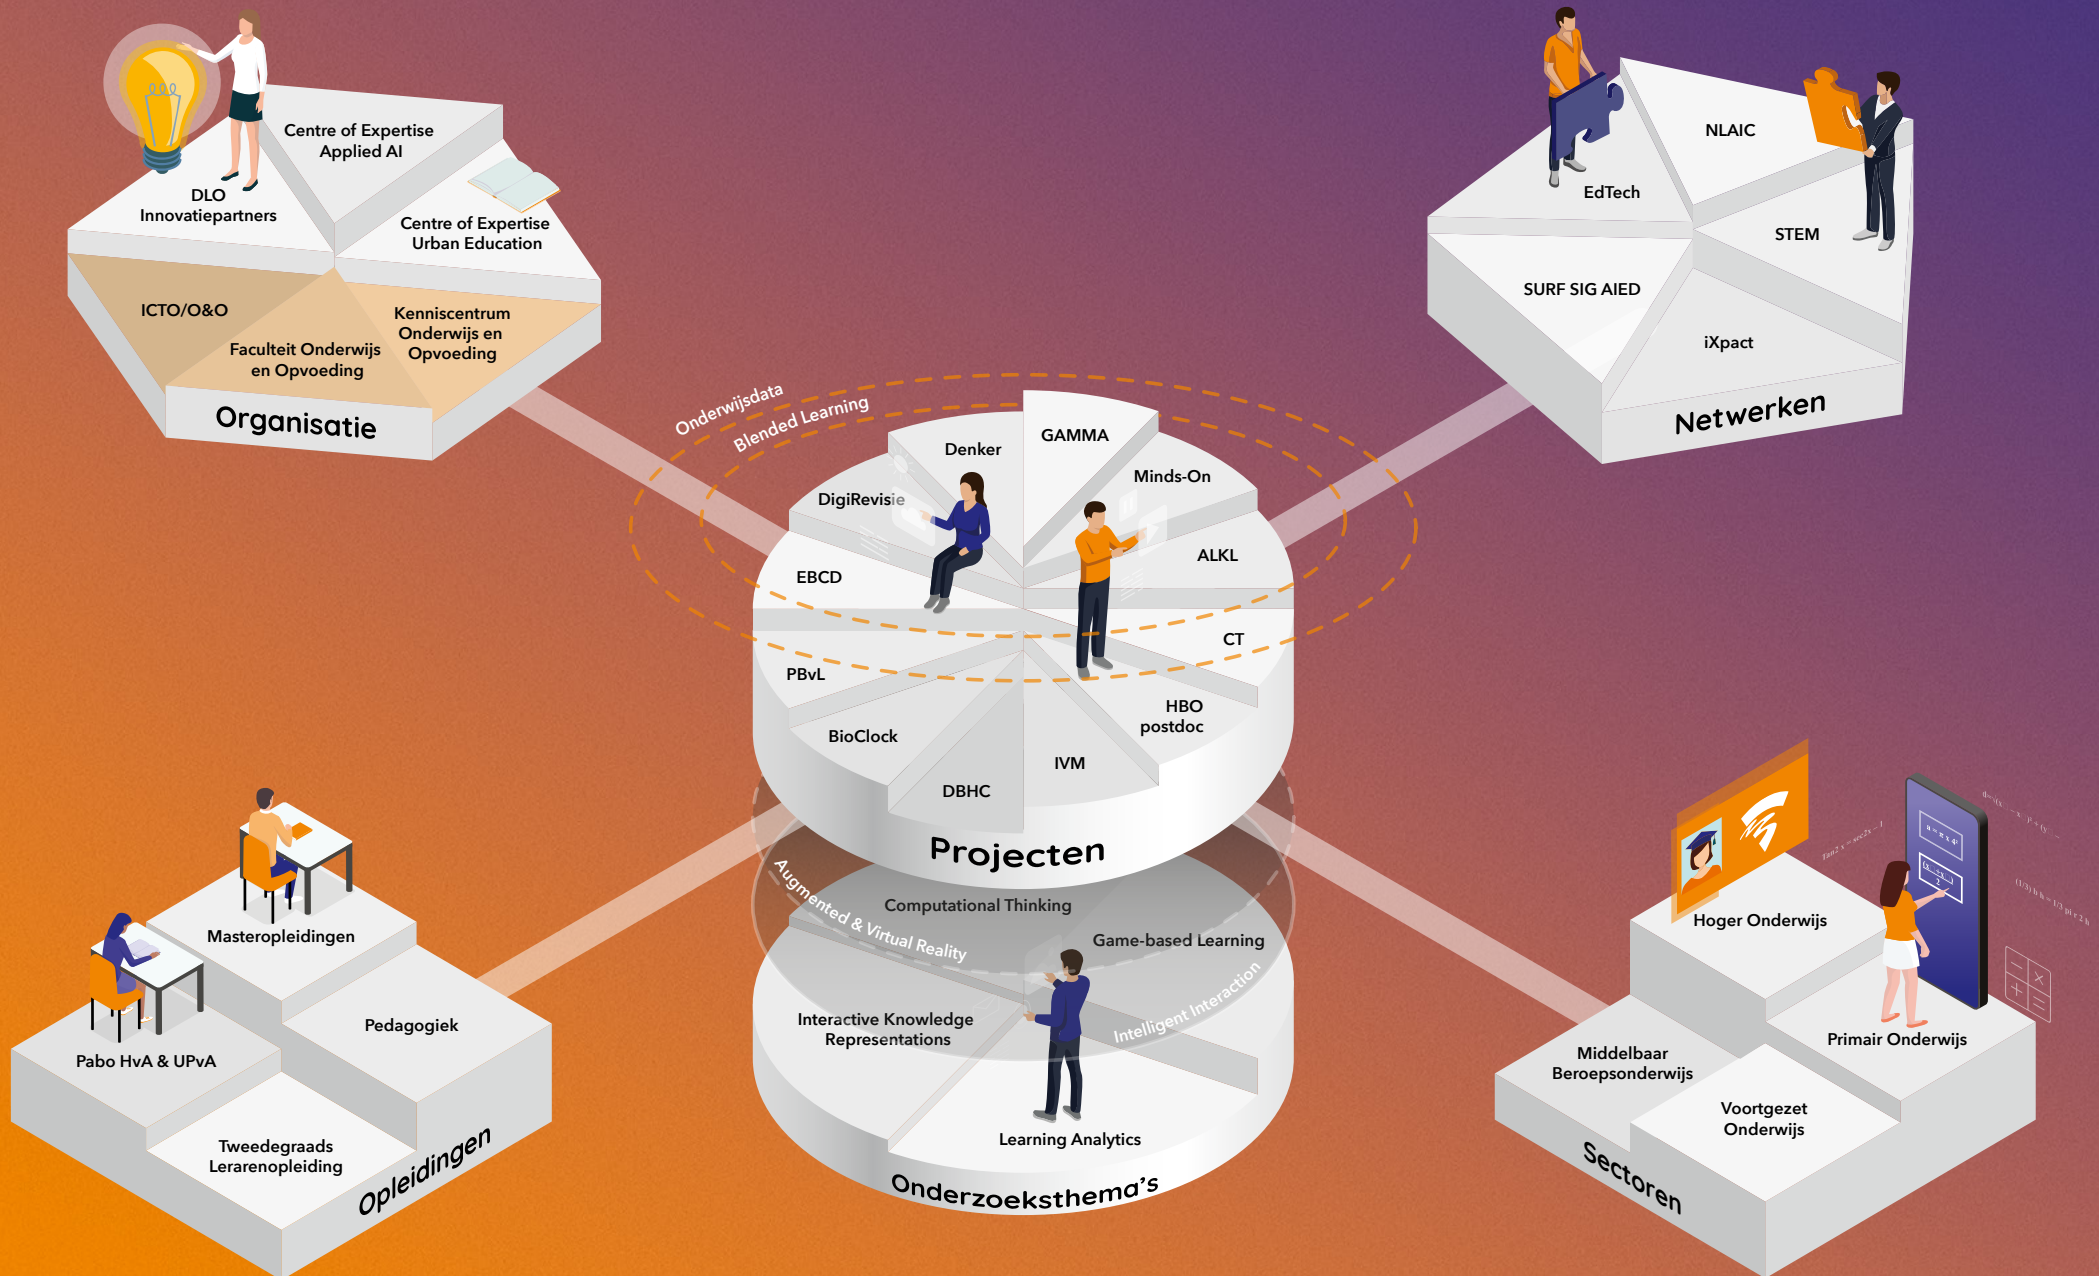 Centre of Expertise
Applied AI
DLO
Innovatiepartners
Centre of Expertise
Urban Education
ICTO/O&O
Faculteit Onderwijs
en Opvoeding
Kenniscentrum
Onderwijs en
Opvoeding
Organisatie
NLAIC
EdTech
STEM
SURF SIG AIED
iXpact
Netwerken
Onderwijsdata
Blended Learning
GAMMA
Denker
Minds-On
DigiRevisie
ALKL
EBCD
CT
PBvL
HBO
postdoc
BioClock
IVM
DBHC
Projecten
Augmented & Virtual Reality
Intelligent Interaction
Computational Thinking
Game-based Learning
Interactive Knowledge
Representations
Learning Analytics
Onderzoeksthema's
Masteropleidingen
Pedagogiek
Pabo HvA & UPvA
Tweedegraads
Lerarenopleiding
Opleidingen
Hoger Onderwijs
Primair Onderwijs
Middelbaar
Beroepsonderwijs
Voortgezet
Onderwijs
Sectoren